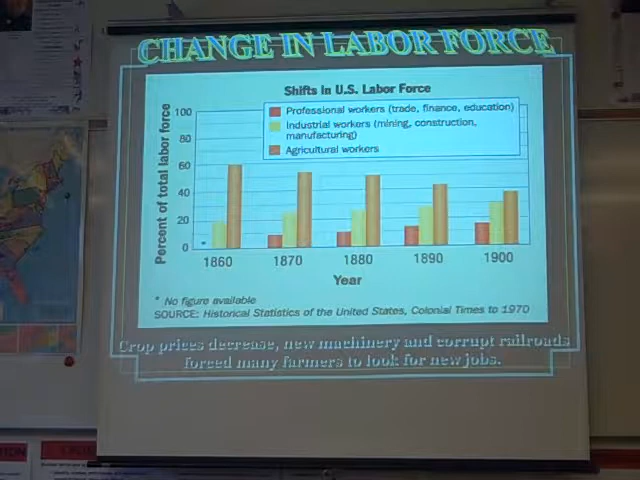 CHANGE IN LABOR FORCE
Shifts in U.S. Labor Force
Professional workers (trade, finance, education)
Industrial workers (mining, construction,
manufacturing)
Agricultural workers
Percent of total labor force
100
80
60
40
20
0
*
1860 1870 1880 1890 1900
Year
* No figure available
SOURCE: Historical Statistics of the United States, Colonial Times to 1970
Crop prices decrease, new machinery and corrupt railroads
forced many farmers to look for new jobs.